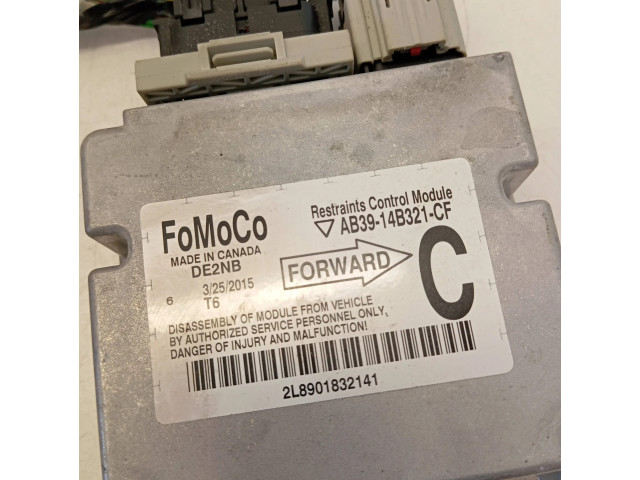 FoMoCo
MADE IN CANADA
DE2NB
3/25/2015
6 T6
Restraints Control Module
AB39-14B321-CF
FORWARD
C
DISASSEMBLY OF MODULE FROM VEHICLE
BY AUTHORIZED SERVICE PERSONNEL ONLY,
DANGER OF INJURY AND MALFUNCTION!
2L8901832141